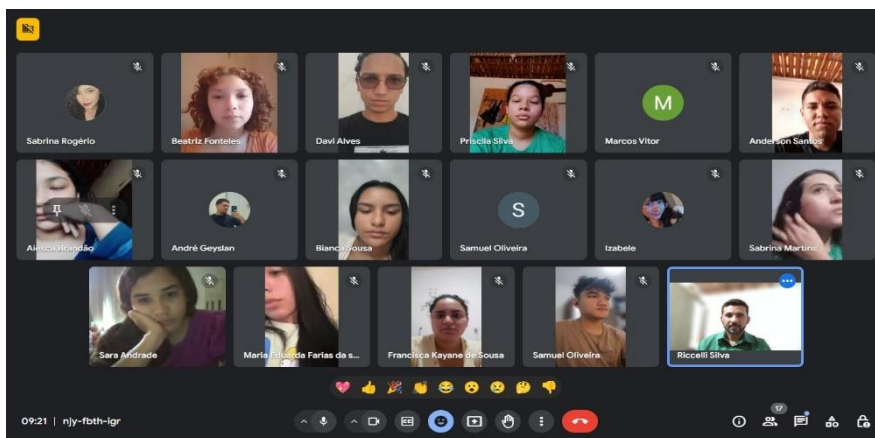 Sabrina Rogério
Beatriz Fonteles
Davi Alves
Priscila Silva
M
Marcos Vitor
Anderson Santos
Aiesca Brandão
André Geyslan
Bianca Sousa
S
Samuel Oliveira
Izabele
Sabrina Martins
Sara Andrade
Maria Eduarda Farias da s...
Francisca Kayane de Sousa
Samuel Oliveira
Riccelli Silva
09:21 | njy-fbth-igr
CC
17